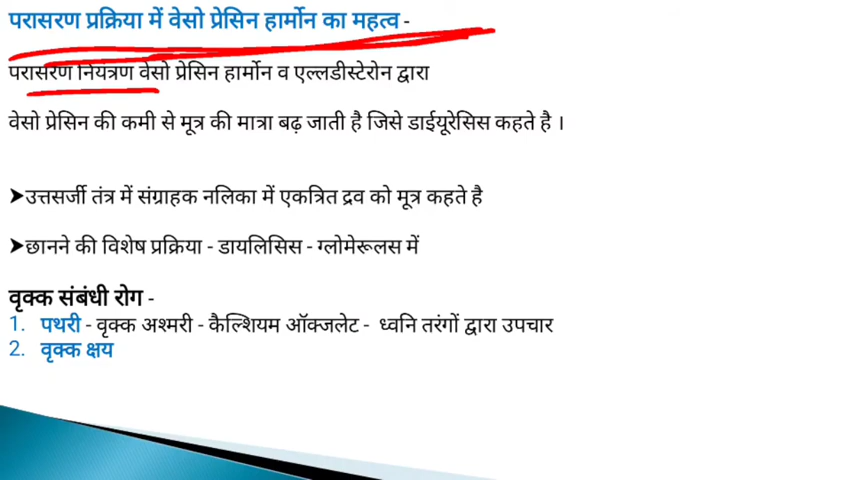 परासरण प्रक्रिया में वेसो प्रेसिन हार्मोन का महत्व -
परासरण नियंत्रण वेसो प्रेसिन हार्मोन व एल्लडीस्टेरोन द्वारा
वेसो प्रेसिन की कमी से मूत्र की मात्रा बढ़ जाती है जिसे डाईयूरेसिस कहते है ।
➤उत्तसर्जी तंत्र में संग्राहक नलिका में एकत्रित द्रव को मूत्र कहते है
➤छानने की विशेष प्रक्रिया - डायलिसिस - ग्लोमेरूलस में
वृक्क संबंधी रोग -
1. पथरी - वृक्क अश्मरी - कैल्शियम ऑक्जलेट - ध्वनि तरंगों द्वारा उपचार
2. वृक्क क्षय